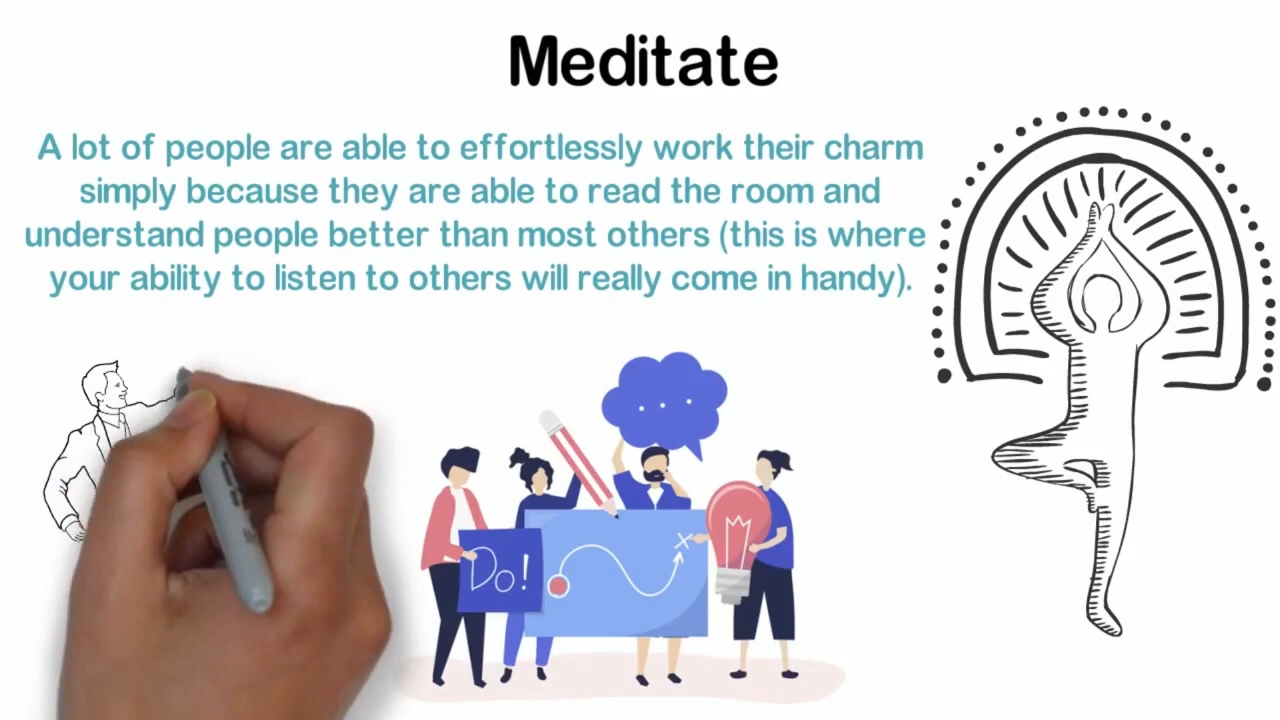 Meditate
A lot of people are able to effortlessly work their charm
simply because they are able to read the room and
understand people better than most others (this is where
your ability to listen to others will really come in handy).
Do!